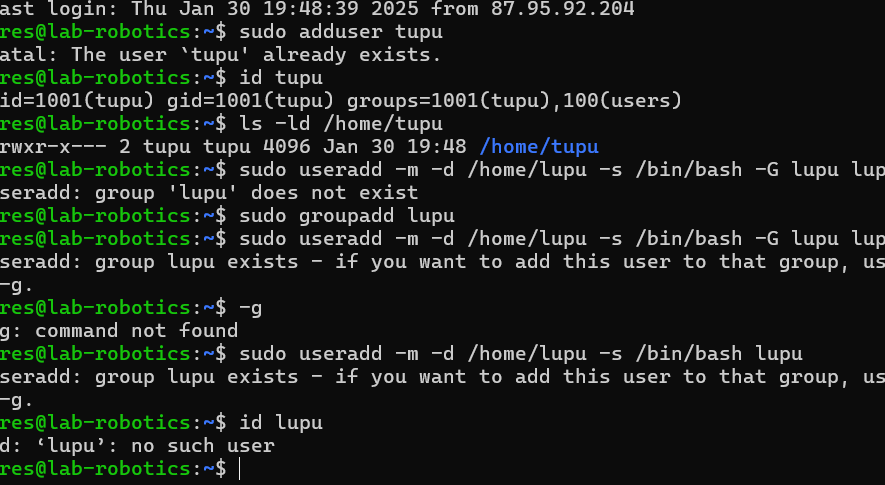 ast login: Thu Jan 30 19:48:39 2025 from 87.95.92.204
res@lab-robotics:~$ sudo adduser tupu
atal: The user `tupu' already exists.
res@lab-robotics:~$ id tupu
id=1001(tupu) gid=1001(tupu) groups=1001(tupu),100(users)
res@lab-robotics:~$ ls -ld /home/tupu
rwxr-x--- 2 tupu tupu 4096 Jan 30 19:48 /home/tupu
res@lab-robotics:~$ sudo useradd -m -d /home/lupu -s /bin/bash -G lupu lup
seradd: group 'lupu' does not exist
res@lab-robotics:~$ sudo groupadd lupu
res@lab-robotics:~$ sudo useradd -m -d /home/lupu -s /bin/bash -G lupu lup
seradd: group lupu exists - if you want to add this user to that group, us
-g.
res@lab-robotics:~$ -g
g: command not found
res@lab-robotics:~$ sudo useradd -m -d /home/lupu -s /bin/bash lupu
seradd: group lupu exists - if you want to add this user to that group, us
-g.
res@lab-robotics:~$ id lupu
d: ‘lupu’: no such user
res@lab-robotics:~$